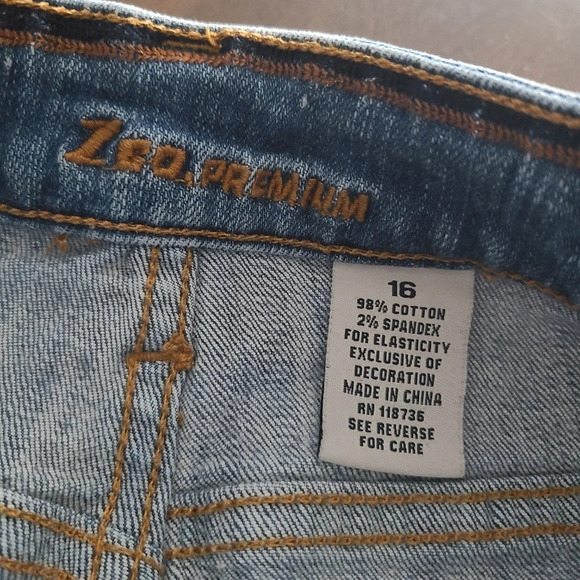 Zco. PREMIUM
16
98% COTTON
2% SPANDEX
FOR ELASTICITY
EXCLUSIVE OF
DECORATION
MADE IN CHINA
RN 118736
SEE REVERSE
FOR CARE